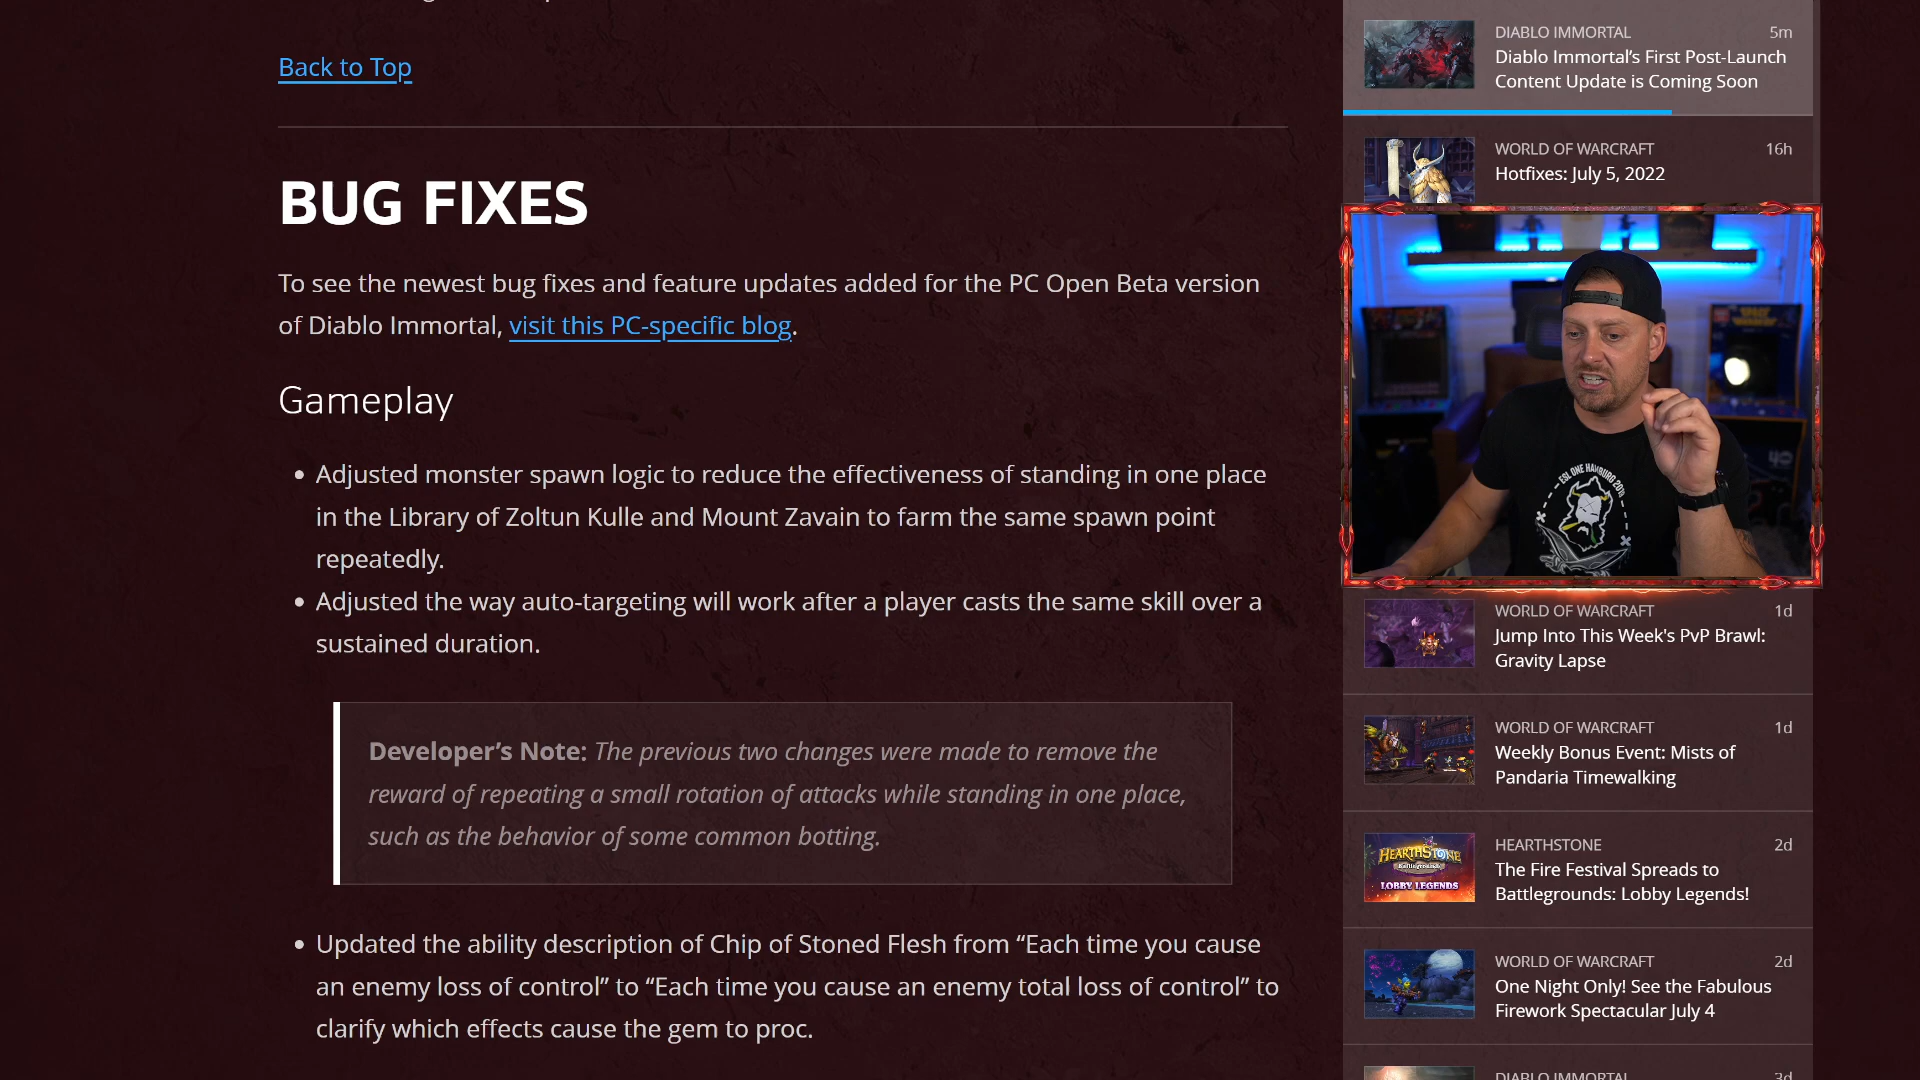 Back to Top
BUG FIXES
To see the newest bug fixes and feature updates added for the PC Open Beta version
of Diablo Immortal, visit this PC-specific blog.
Gameplay
• Adjusted monster spawn logic to reduce the effectiveness of standing in one place
in the Library of Zoltun Kulle and Mount Zavain to farm the same spawn point
repeatedly.
• Adjusted the way auto-targeting will work after a player casts the same skill over a
sustained duration.
Developer’s Note: The previous two changes were made to remove the
reward of repeating a small rotation of attacks while standing in one place,
such as the behavior of some common botting.
• Updated the ability description of Chip of Stoned Flesh from “Each time you cause
an enemy loss of control” to “Each time you cause an enemy total loss of control” to
clarify which effects cause the gem to proc.
DIABLO IMMORTAL 5m
Diablo Immortal’s First Post-Launch
Content Update is Coming Soon
WORLD OF WARCRAFT 16h
Hotfixes: July 5, 2022
ESL ONE HAMBURG
WORLD OF WARCRAFT 1d
Jump Into This Week's PvP Brawl:
Gravity Lapse
WORLD OF WARCRAFT 1d
Weekly Bonus Event: Mists of
Pandaria Timewalking
HEARTHSTONE
Battlegrounds
LOBBY LEGENDS
HEARTHSTONE 2d
The Fire Festival Spreads to
Battlegrounds: Lobby Legends!
WORLD OF WARCRAFT 2d
One Night Only! See the Fabulous
Firework Spectacular July 4
DIABLO IMMORTAL 3d